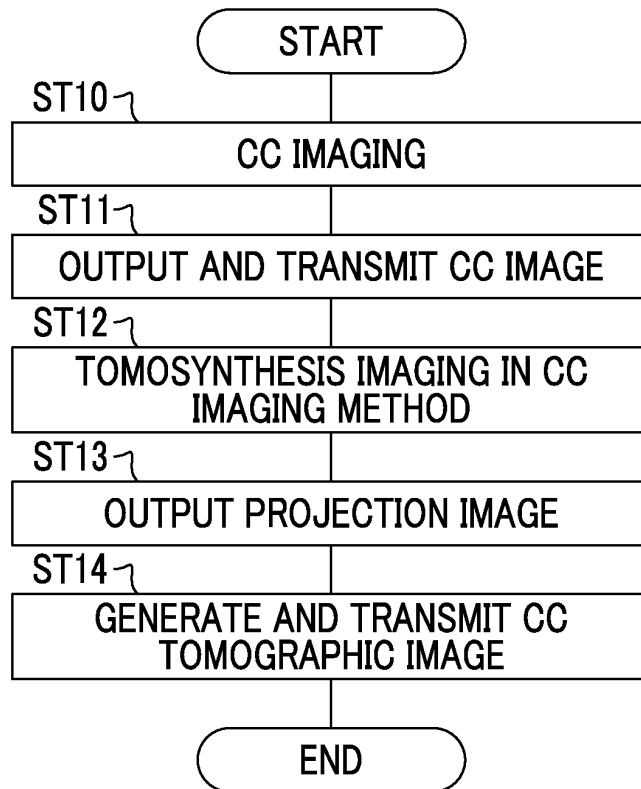 START
ST10
CC IMAGING
ST11
OUTPUT AND TRANSMIT CC IMAGE
ST12
TOMOSYNTHESIS IMAGING IN CC
IMAGING METHOD
ST13
OUTPUT PROJECTION IMAGE
ST14
GENERATE AND TRANSMIT CC
TOMOGRAPHIC IMAGE
END